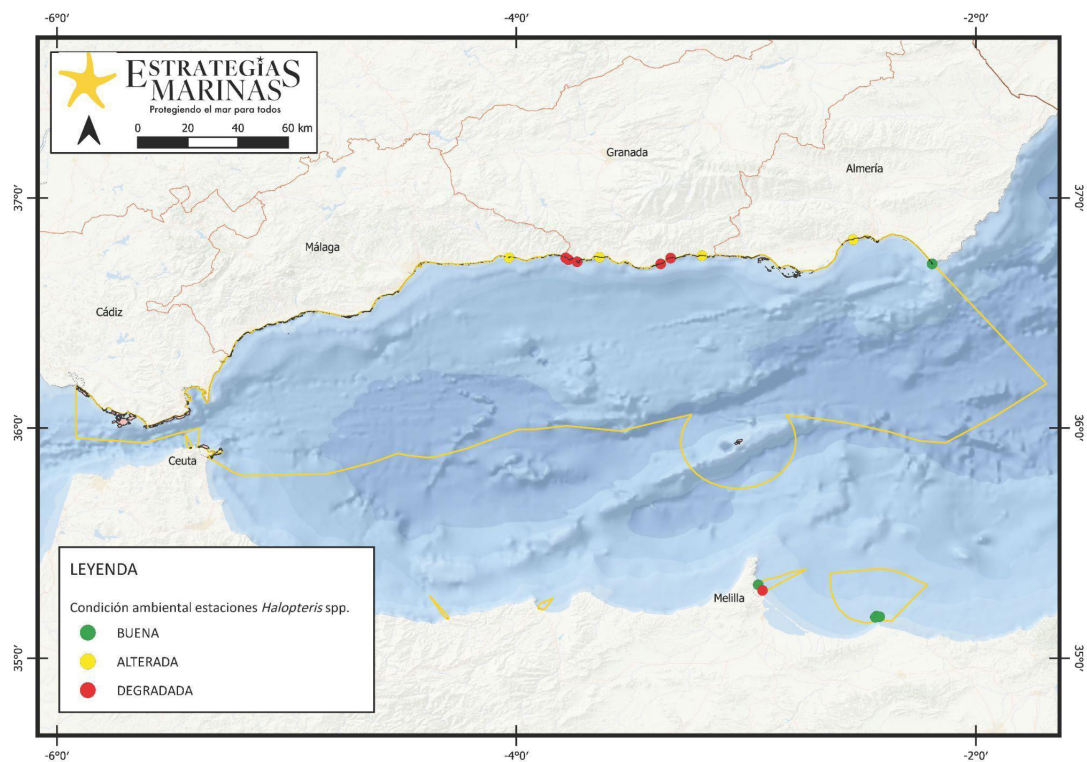 -6°0'
-4°0'
-2°0'
ESTRATEGIAS
MARINAS
Protegiendo el mar para todos
0 20 40 60 km
Granada
Almería
37°0'
37°0'
Málaga
Cádiz
36°0'
36°0'
Ceuta
LEYENDA
Condición ambiental estaciones Halopteris spp.
BUENA
ALTERADA
DEGRADADA
Melilla
35°0'
35°0'
-6°0'
-4°0'
-2°0'